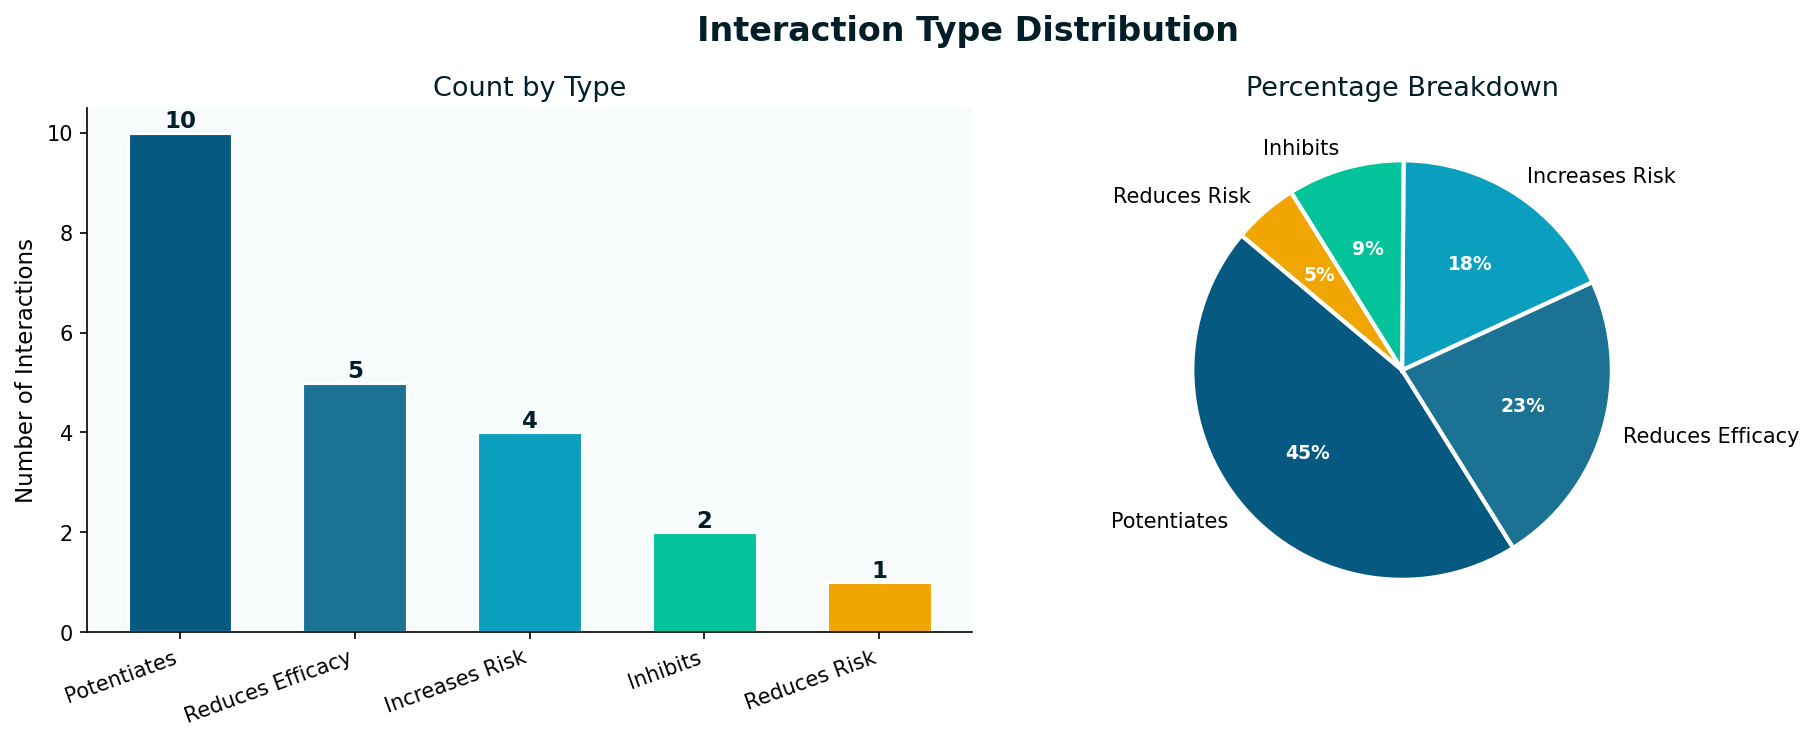 Interaction Type Distribution
Count by Type
Number of Interactions
10
8
6
4
2
0
10
5
4
2
1
Potentiates
Reduces Efficacy
Increases Risk
Inhibits
Reduces Risk
Percentage Breakdown
Inhibits
Increases Risk
Reduces Risk
9%
18%
5%
23%
Reduces Efficacy
45%
Potentiates